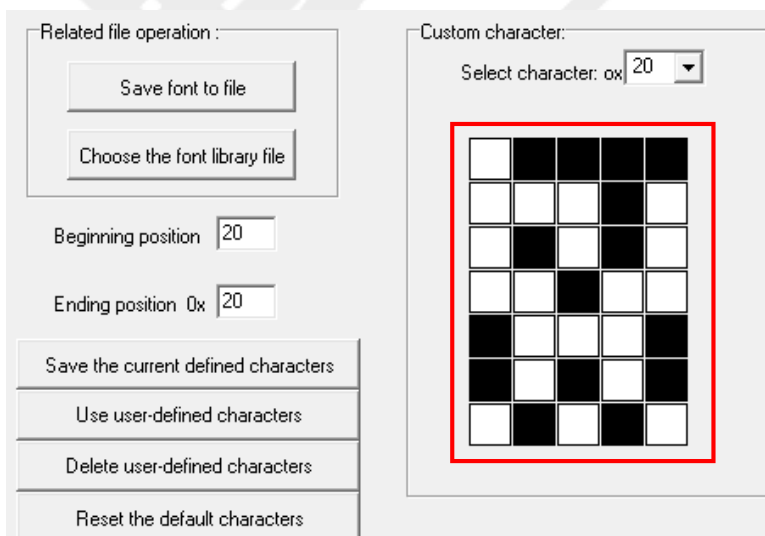 Related file operation :
Save font to file
Choose the font library file
Beginning position 20
Ending position 0x 20
Save the current defined characters
Use user-defined characters
Delete user-defined characters
Reset the default characters
Custom character:
Select character: ox 20